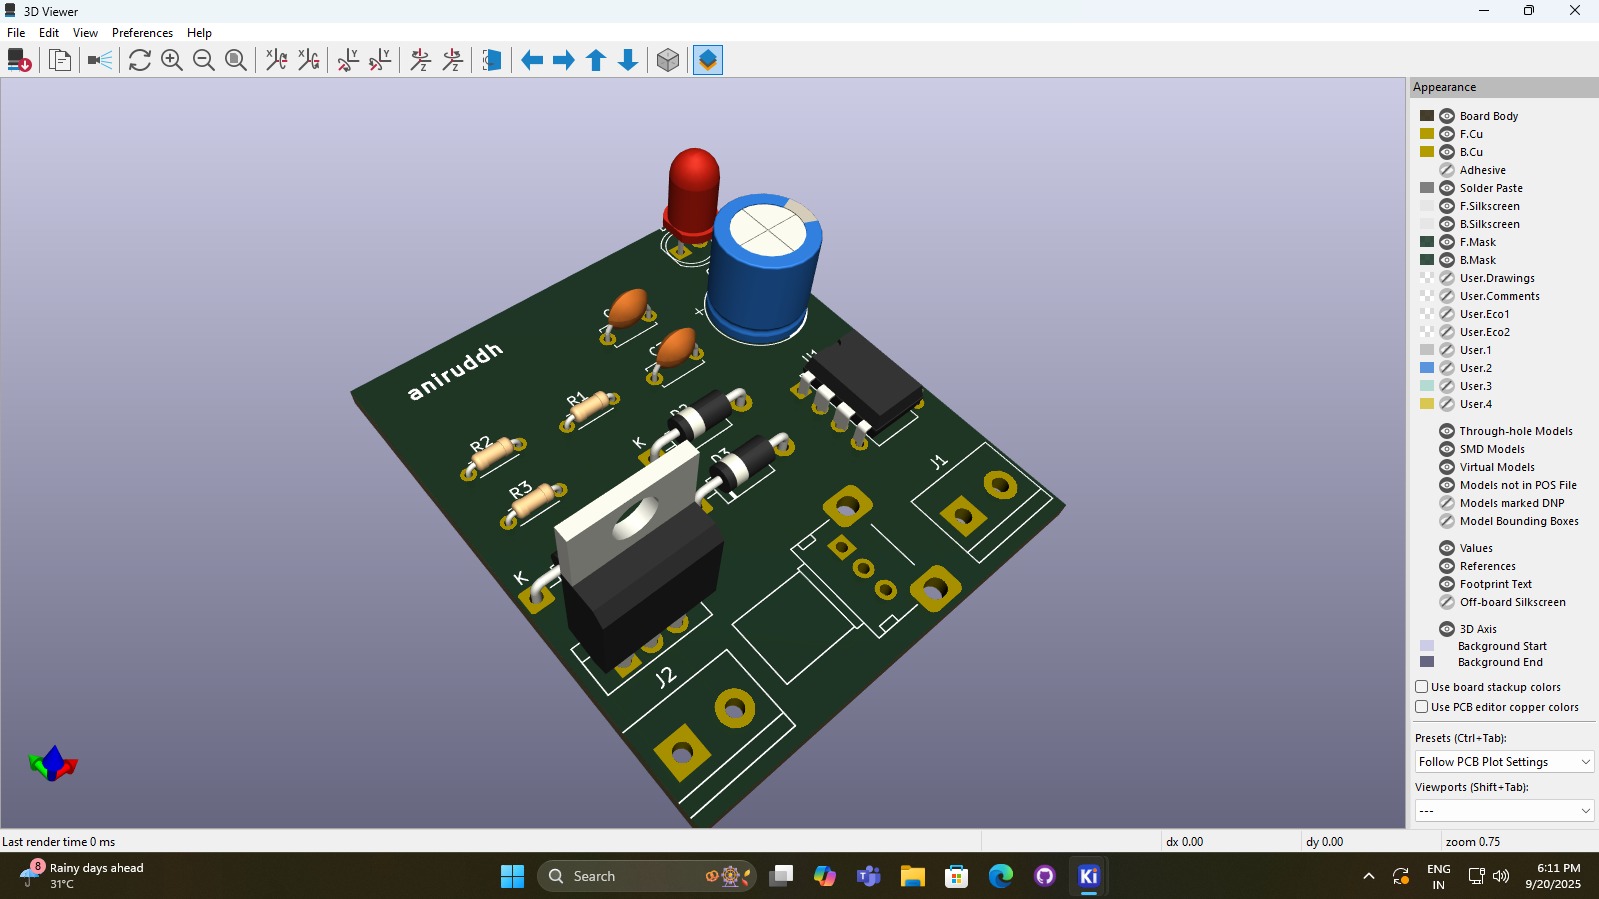 3D Viewer
File Edit View Preferences Help
Appearance
Board Body
F.Cu
B.Cu
Adhesive
Solder Paste
F.Silkscreen
B.Silkscreen
F.Mask
B.Mask
User.Drawings
User.Comments
User.Eco1
User.Eco2
User.1
User.2
User.3
User.4
Through-hole Models
SMD Models
Virtual Models
Models not in POS File
Models marked DNP
Model Bounding Boxes
Values
References
Footprint Text
Off-board Silkscreen
3D Axis
Background Start
Background End
Use board stackup colors
Use PCB editor copper colors
Presets (Ctrl+Tab):
Follow PCB Plot Settings
Viewports (Shift+Tab):
---
aniruddh
+
R1
R2
K
D3
R3
J1
K
J2
Last render time 0 ms
dx 0.00
dy 0.00
zoom 0.75
8
Rainy days ahead
31°C
Search
Ki
ENG
IN
6:11 PM
9/20/2025